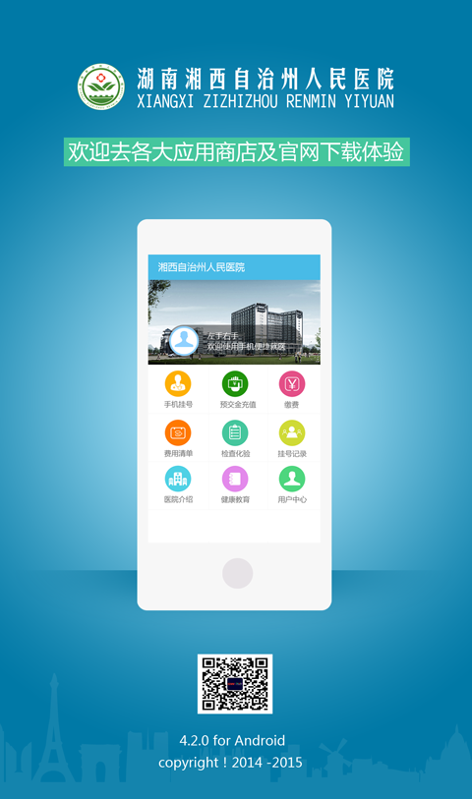 湖南湘西自治州人民医院
XIANGXI ZIZHIZHOU RENMIN YIYUAN
欢迎去各大应用商店及官网下载体验
湘西自治州人民医院
左手右手
欢迎使用手机便捷就医
手机挂号 预交金充值 缴费
费用清单 检查化验 挂号记录
医院介绍 健康教育 用户中心
4.2.0 for Android
copyright ! 2014 -2015